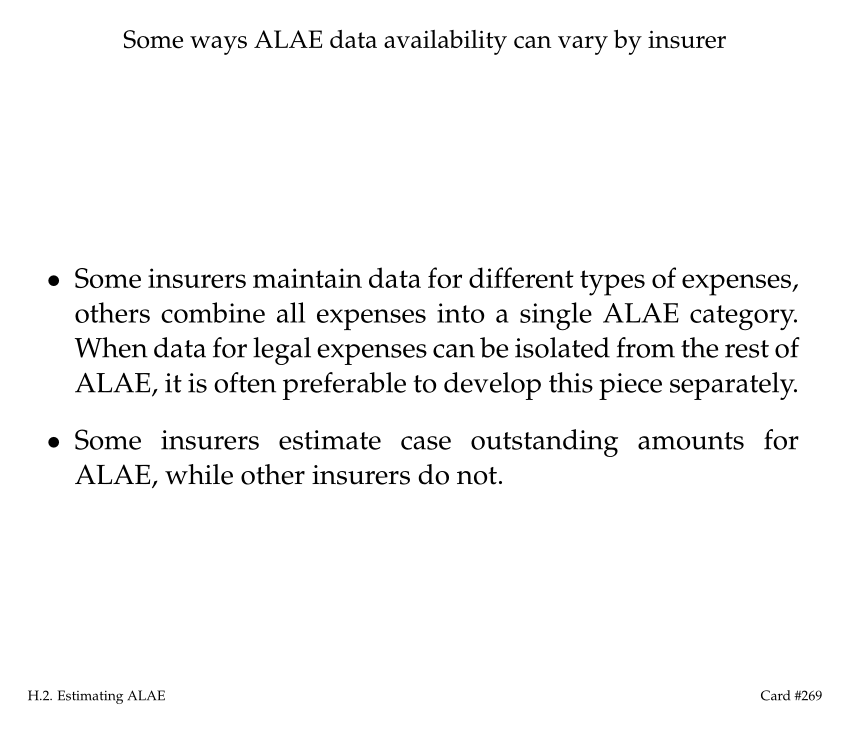 Some ways ALAE data availability can vary by insurer
• Some insurers maintain data for different types of expenses,
others combine all expenses into a single ALAE category.
When data for legal expenses can be isolated from the rest of
ALAE, it is often preferable to develop this piece separately.
• Some insurers estimate case outstanding amounts for
ALAE, while other insurers do not.
H.2. Estimating ALAE
Card #269